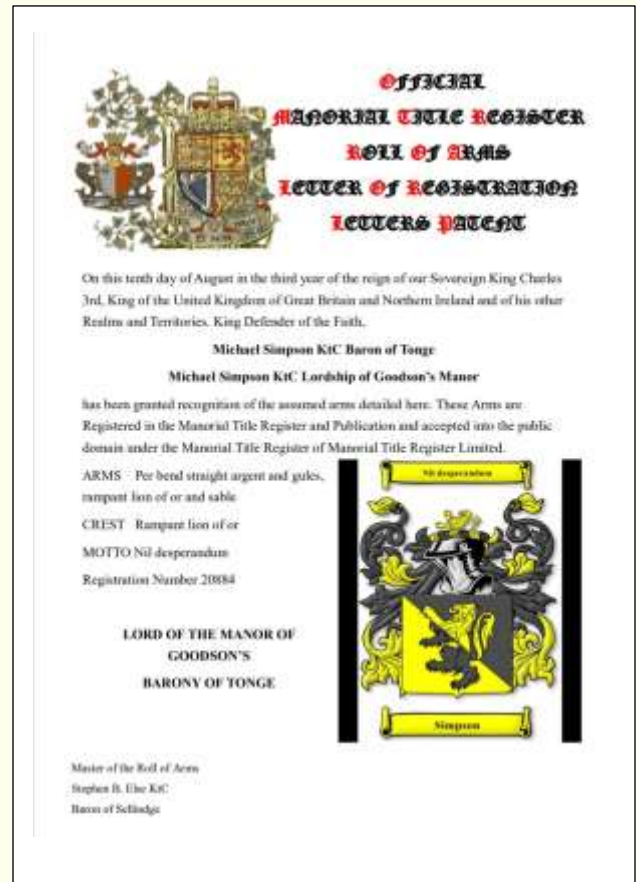 Official
Manorial Title Register
Roll Of Arms
Letter Of Registration
Letters Patent
On this tenth day of August in the third year of the reign of our Sovereign King Charles
3rd, King of the United Kingdom of Great Britain and Northern Ireland and of his other
Realms and Territories. King Defender of the Faith,
Michael Simpson KtC Baron of Tonge
Michael Simpson KtC Lordship of Goodson's Manor
has been granted recognition of the assumed arms detailed here. These Arms are
Registered in the Manorial Title Register and Publication and accepted into the public
domain under the Manorial Title Register of Manorial Title Register Limited.
ARMS Per bend straight argent and gules,
rampant lion of or and sable
CREST Rampant lion of or
MOTTO Nil desperandum
Registration Number 20884
LORD OF THE MANOR OF
GOODSON'S
BARONY OF TONGE
Nil desperandum
Simpson
Master of the Roll of Arms
Stephen B. Else KtC
Baron of Sellindge